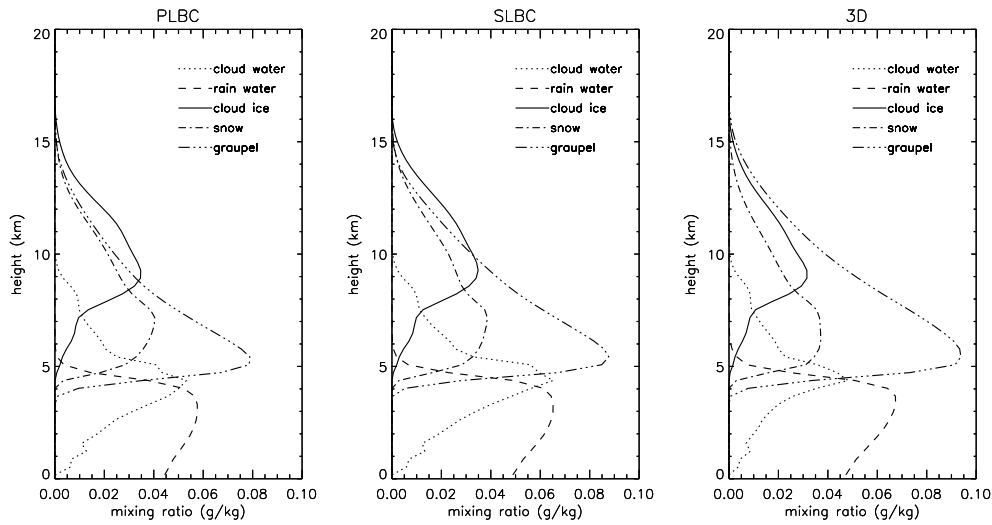 PLBC
20
15
10
5
0
height (km)
cloud water
rain water
cloud ice
snow
graupel
0.00 0.02 0.04 0.06 0.08 0.10
mixing ratio (g/kg)
SLBC
20
15
10
5
0
height (km)
cloud water
rain water
cloud ice
snow
graupel
0.00 0.02 0.04 0.06 0.08 0.10
mixing ratio (g/kg)
3D
20
15
10
5
0
height (km)
cloud water
rain water
cloud ice
snow
graupel
0.00 0.02 0.04 0.06 0.08 0.10
mixing ratio (g/kg)